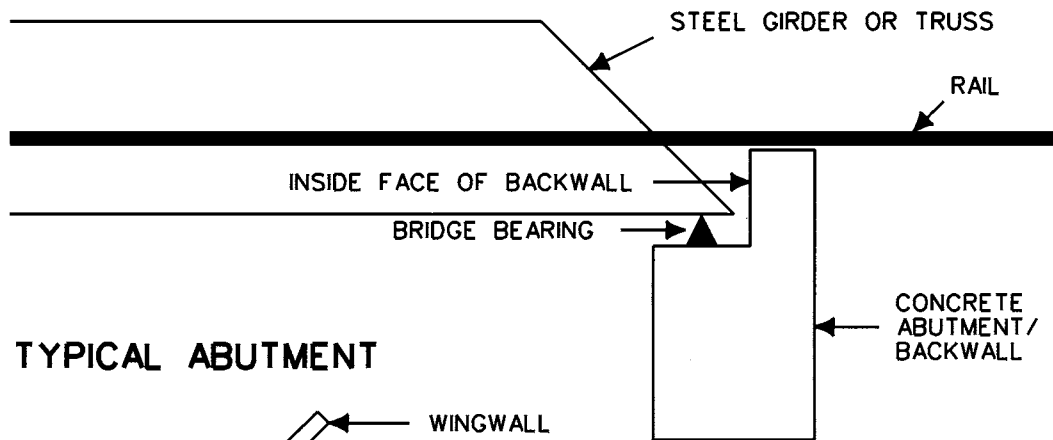 STEEL GIRDER OR TRUSS
RAIL
INSIDE FACE OF BACKWALL
BRIDGE BEARING
CONCRETE
ABUTMENT/
BACKWALL
TYPICAL ABUTMENT
WINGWALL